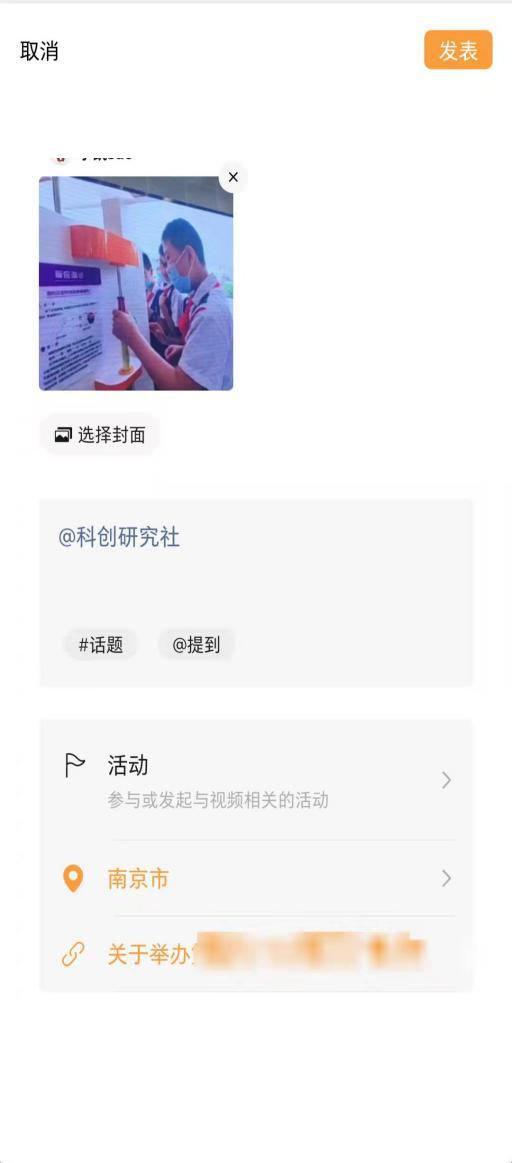 取消
发表
选择封面
@科创研究社
#话题
@提到
活动
参与或发起与视频相关的活动
南京市
关于举办